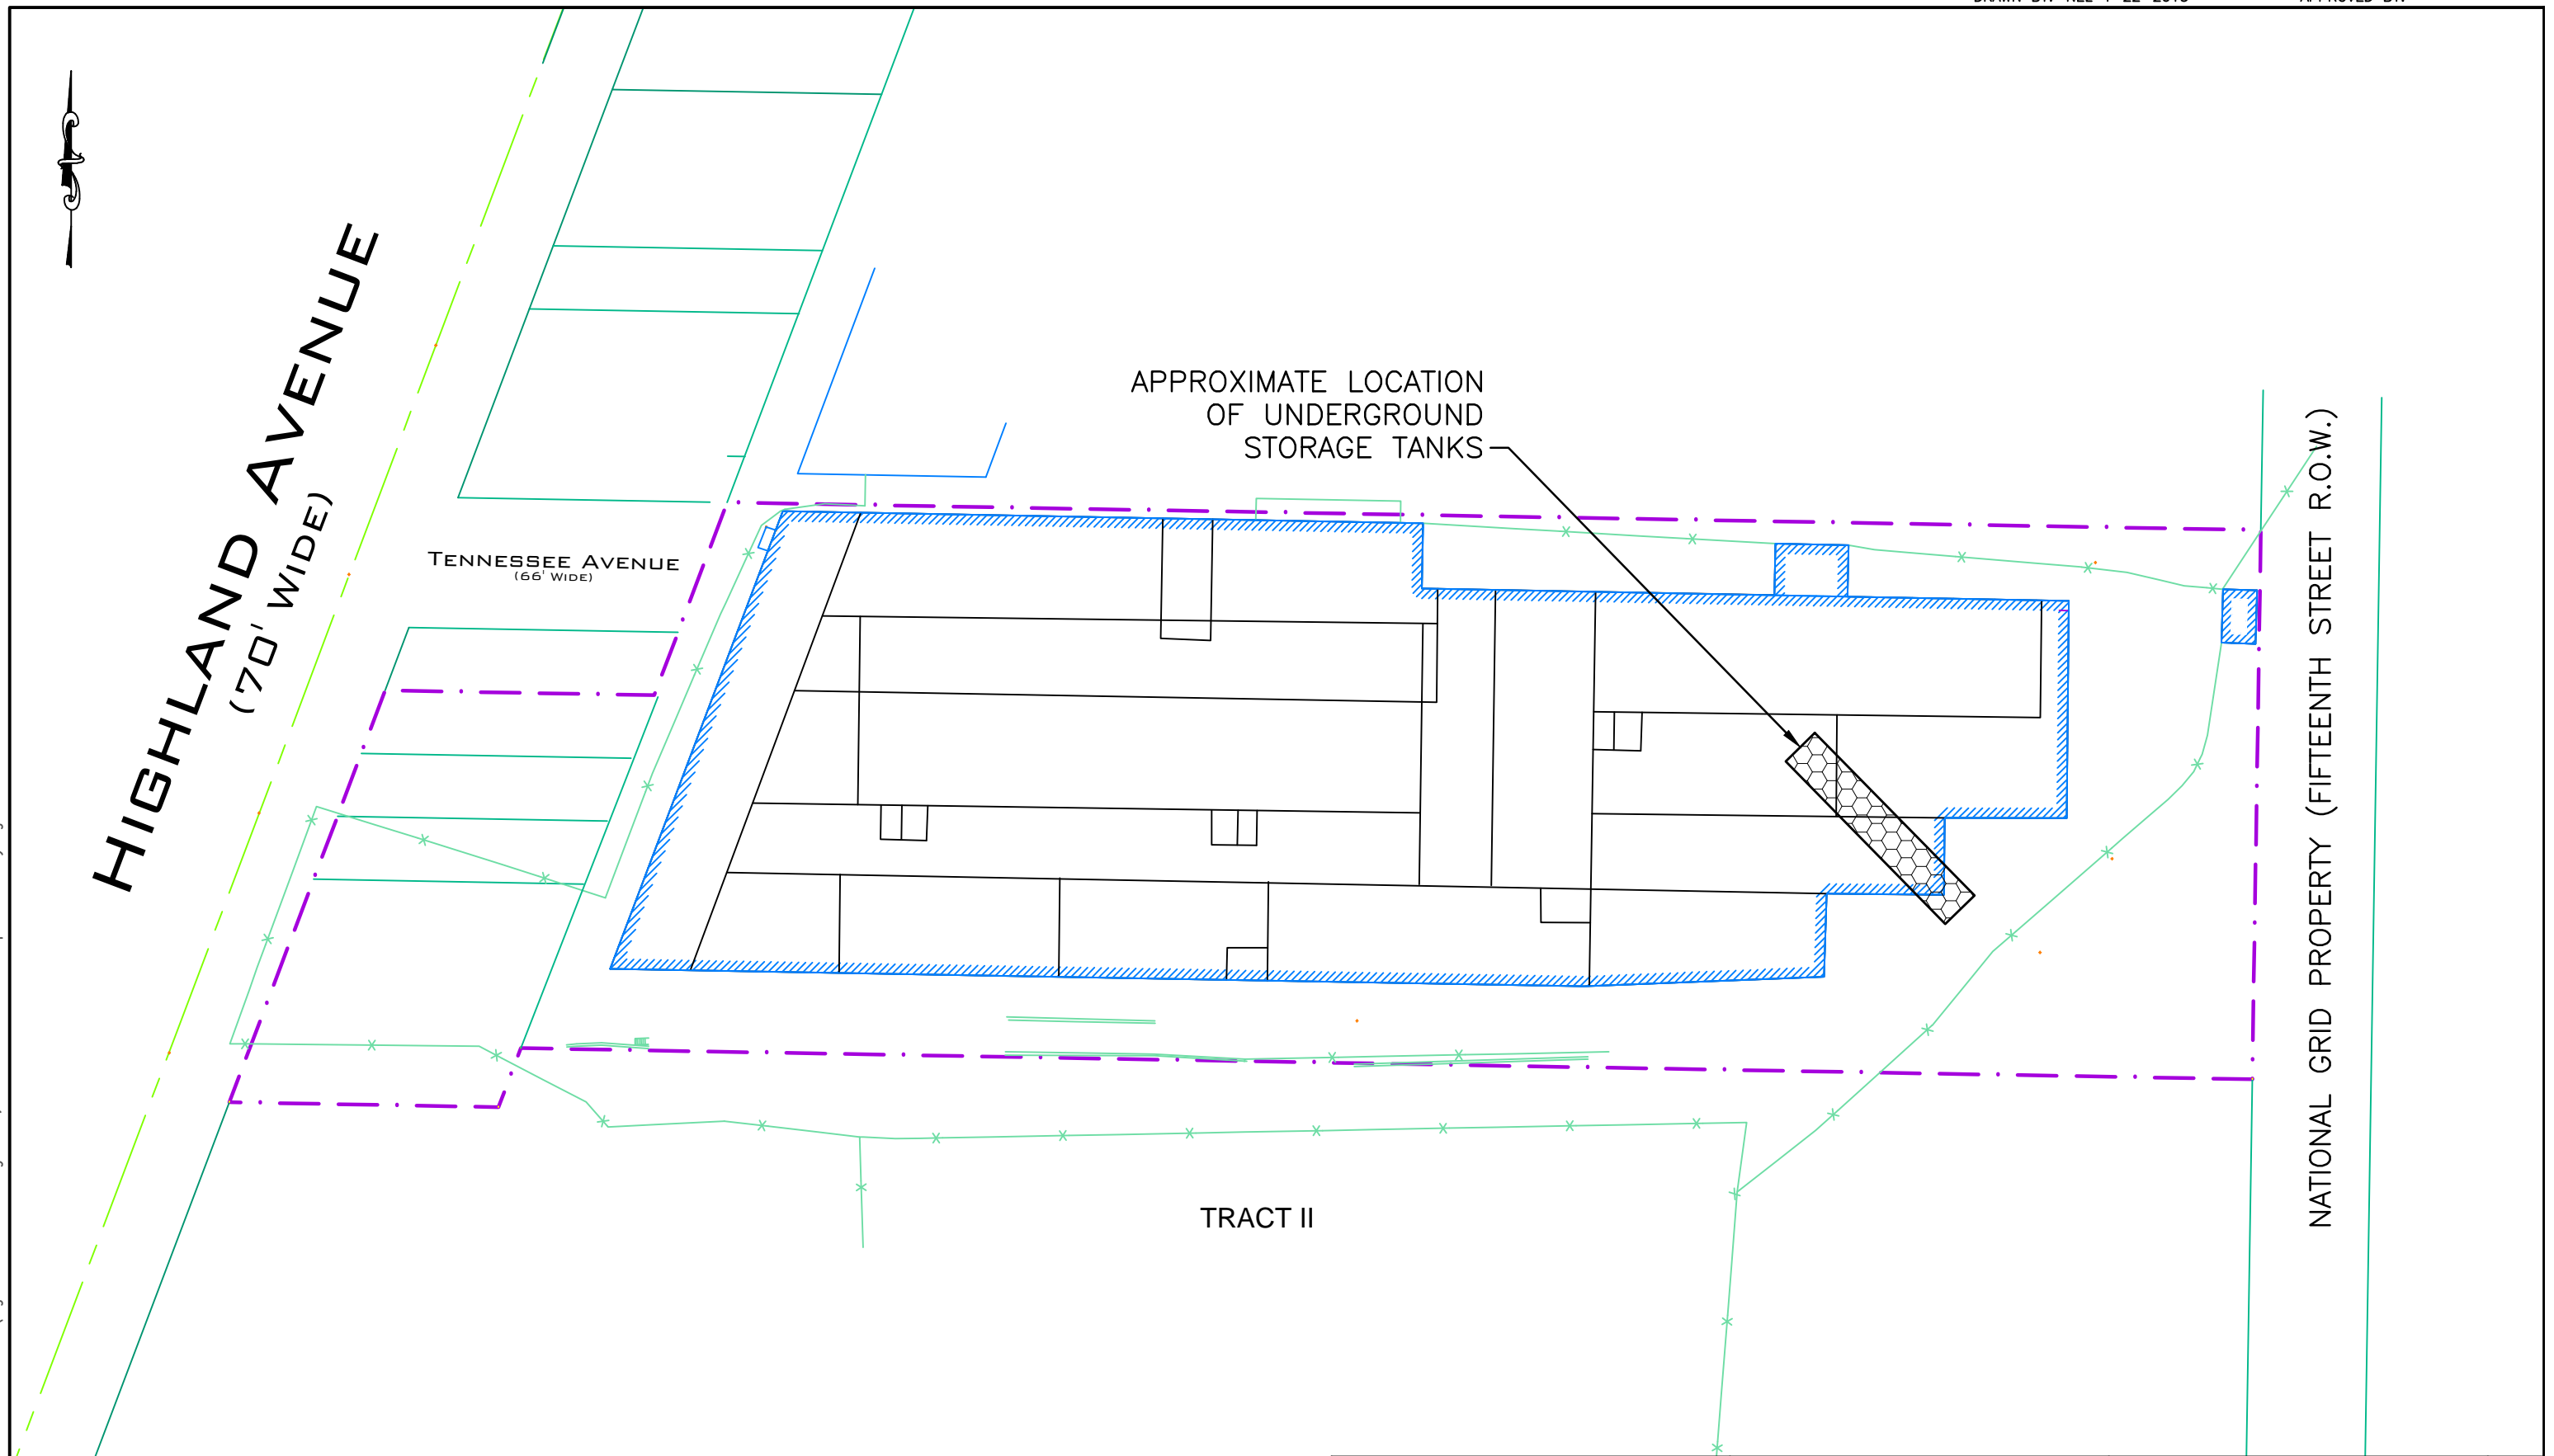 HIGHLAND AVENUE
(70' WIDE)
TENNESSEE AVENUE
(66' WIDE)
APPROXIMATE LOCATION
OF UNDERGROUND
STORAGE TANKS
NATIONAL GRID PROPERTY (FIFTEENTH STREET R.O.W.)
TRACT II